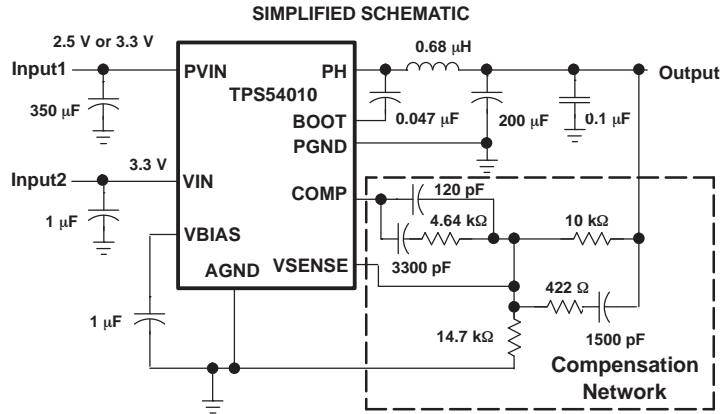 SIMPLIFIED SCHEMATIC
2.5 V or 3.3 V
Input1
PVIN
PH
0.68 μH
Output
TPS54010
350 μF
BOOT
0.047 μF
200 μF
0.1 μF
PGND
3.3 V
Input2
VIN
COMP
120 pF
4.64 kΩ
10 kΩ
1 μF
VBIAS
3300 pF
AGND
VSENSE
422 Ω
1 μF
14.7 kΩ
1500 pF
Compensation
Network